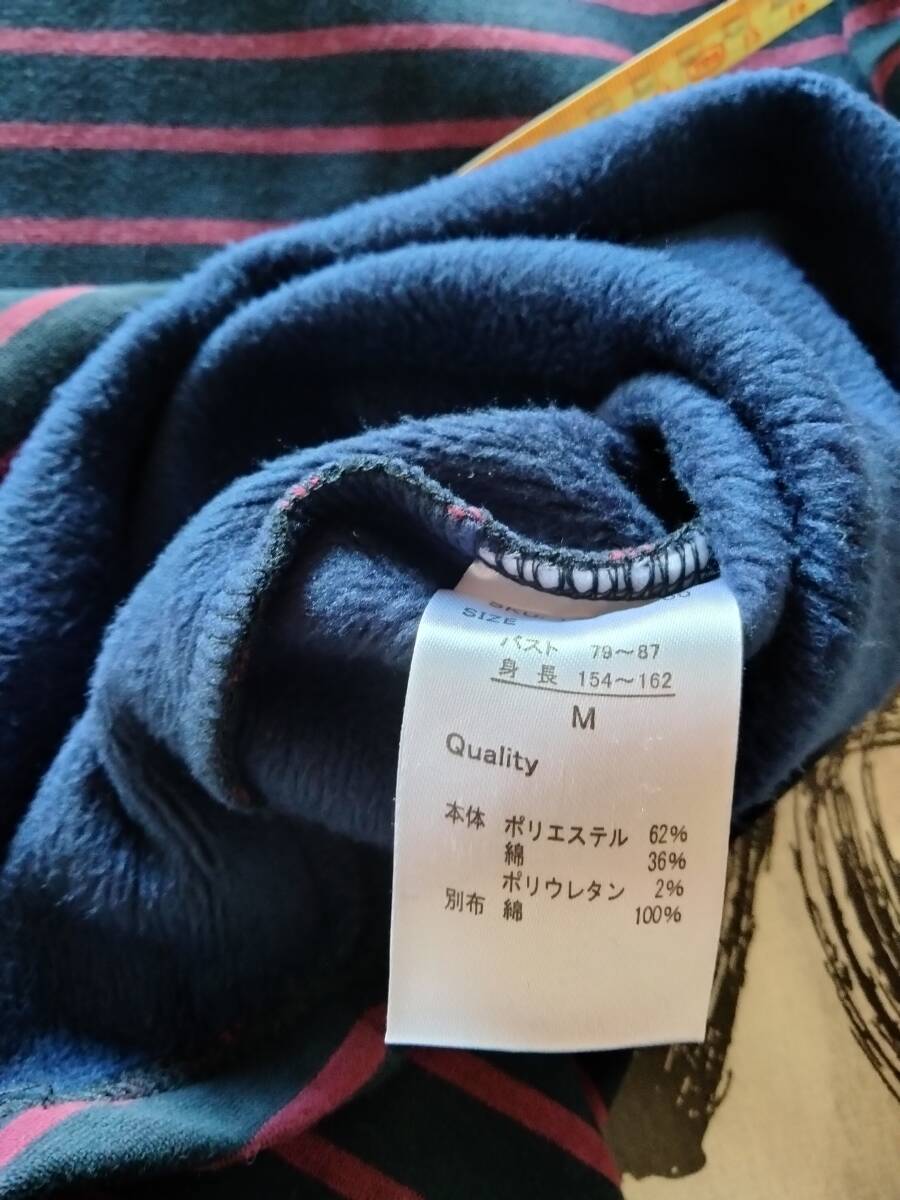 SIZE
バスト 79～87
身長 154～162
M
Quality
本体 ポリエステル 62%
綿 36%
ポリウレタン 2%
別布 綿 100%